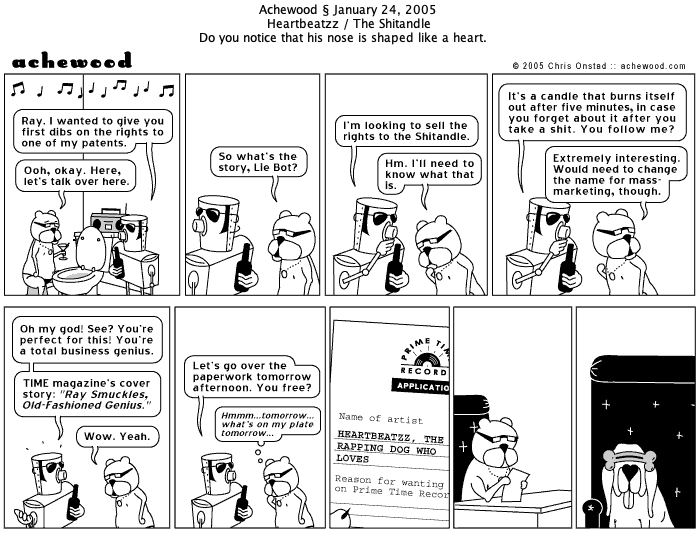 Achewood § January 24, 2005
Heartbeatzz / The Shitandle
Do you notice that his nose is shaped like a heart.
achewood
© 2005 Chris Onstad :: achewood.com
Ray. I wanted to give you
first dibs on the rights to
one of my patents.
Ooh, okay. Here,
let's talk over here.
So what's the
story, Lie Bot?
I'm looking to sell the
rights to the Shitandle.
Hm. I'll need to
know what that
is.
It's a candle that burns itself
out after five minutes, in case
you forget about it after you
take a shit. You follow me?
Extremely interesting.
Would need to change
the name for mass-
marketing, though.
Oh my god! See? You're
perfect for this! You're
a total business genius.
TIME magazine's cover
story: "Ray Smuckles,
Old-Fashioned Genius."
Wow. Yeah.
Let's go over the
paperwork tomorrow
afternoon. You free?
Hmmm...tomorrow...
what's on my plate
tomorrow...
PRIME TIM
RECORD
APPLICATIO
Name of artist
HEARTBEATZZ, THE
RAPPING DOG WHO
LOVES
Reason for wanting
on Prime Time Recor